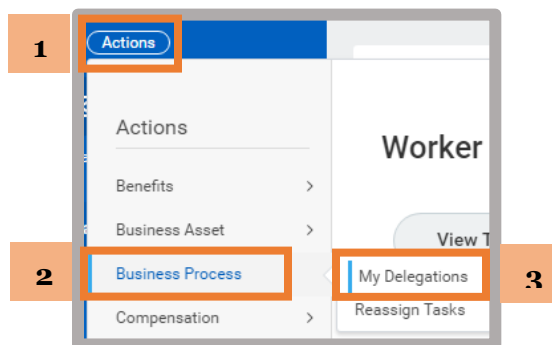 1
Actions
Actions
Worker
Benefits
Business Asset
View T
2
Business Process
My Delegations
3
Compensation
Reassign Tasks